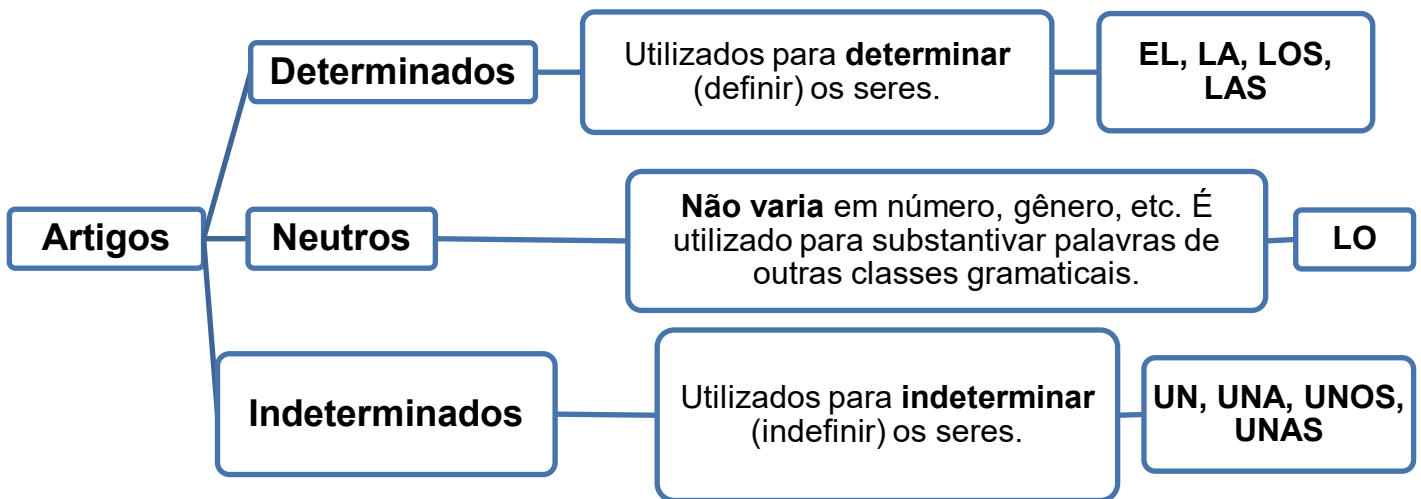 Determinados
Utilizados para determinar
(definir) os seres.
EL, LA, LOS,
LAS
Artigos
Neutros
Não varia em número, gênero, etc. É
utilizado para substantivar palavras de
outras classes gramaticais.
LO
Indeterminados
Utilizados para indeterminar
(indefinir) os seres.
UN, UNA, UNOS,
UNAS